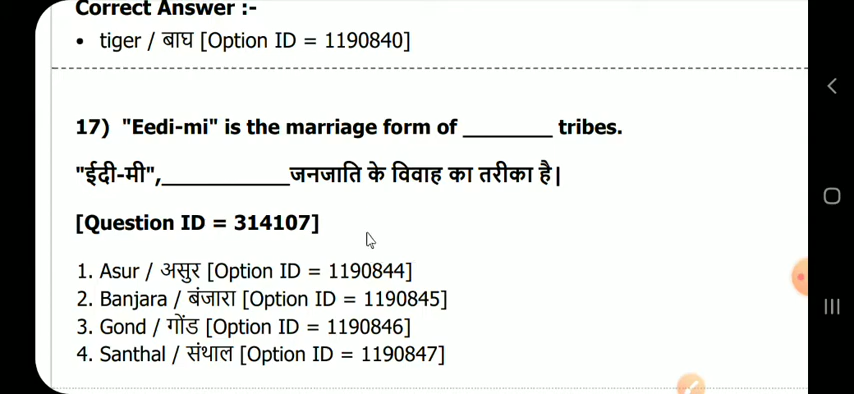 Correct Answer :-
• tiger / बाघ [Option ID = 1190840]
17) "Eedi-mi" is the marriage form of ________ tribes.
"ईदी-मी",___________जनजाति के विवाह का तरीका है|
[Question ID = 314107]
1. Asur / असुर [Option ID = 1190844]
2. Banjara / बंजारा [Option ID = 1190845]
3. Gond / गोंड [Option ID = 1190846]
4. Santhal / संथाल [Option ID = 1190847]